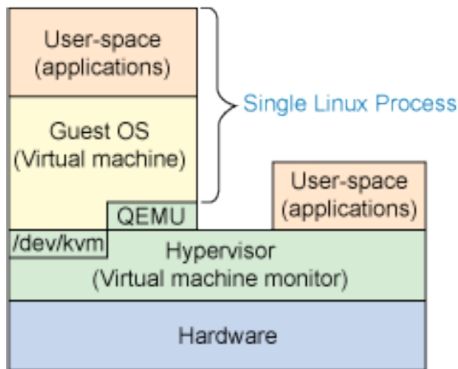 User-space
(applications)
Single Linux Process
Guest OS
(Virtual machine)
User-space
(applications)
QEMU
/dev/kvm
Hypervisor
(Virtual machine monitor)
Hardware